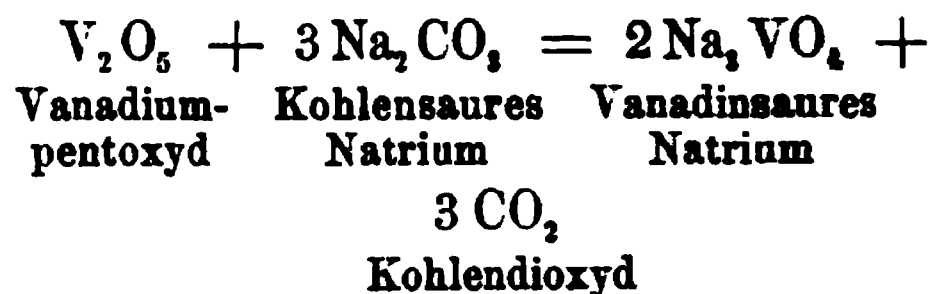 V₂O₅ + 3 Na₂CO₃ = 2 Na₃VO₄ +
Vanadium- Kohlensaures Vanadinsaures
pentoxyd Natrium Natrium
3 CO₂
Kohlendioxyd